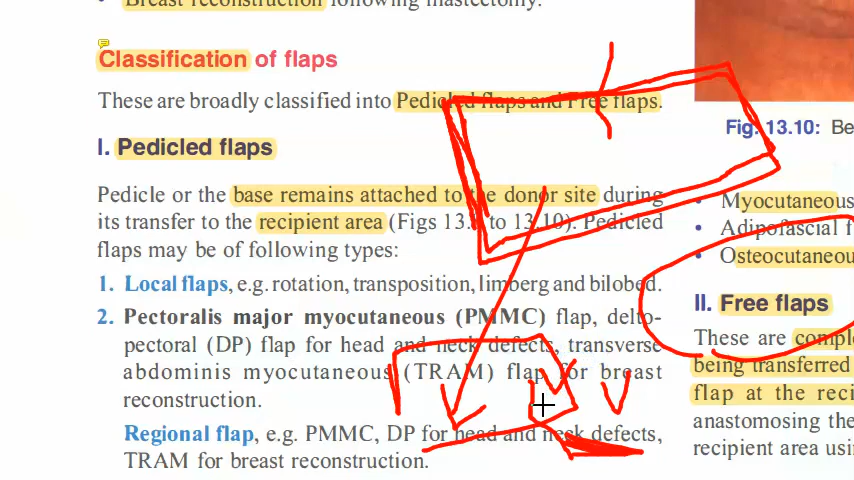 • Breast reconstruction following mastectomy.
Classification of flaps
These are broadly classified into Pedicled flaps and Free flaps.
I. Pedicled flaps
Pedicle or the base remains attached to the donor site during
its transfer to the recipient area (Figs 13. to 13.10). Pedicled
flaps may be of following types:
1. Local flaps, e.g. rotation, transposition, limberg and bilobed.
2. Pectoralis major myocutaneous (PMMC) flap, delto-
pectoral (DP) flap for head and neck defects, transverse
abdominis myocutaneous (TRAM) flap for breast
reconstruction.
Regional flap, e.g. PMMC, DP for head and neck defects,
TRAM for breast reconstruction.
Fig. 13.10: Be
• Myocutaneous
• Adipofascial f
• Osteocutaneou
II. Free flaps
These are compl
being transferred
flap at the reci
anastomosing the
recipient area usin